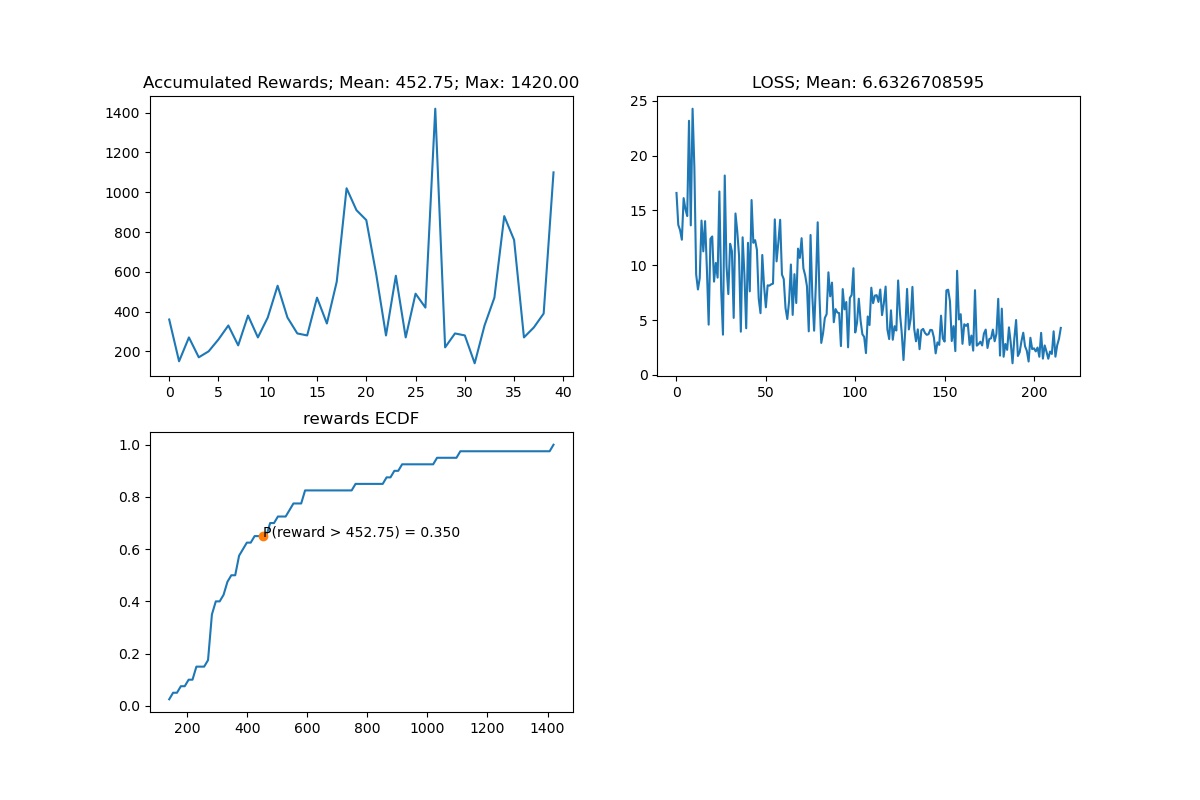 Accumulated Rewards; Mean: 452.75; Max: 1420.00
1400
1200
1000
800
600
400
200
0 5 10 15 20 25 30 35 40
LOSS; Mean: 6.6326708595
25
20
15
10
5
0
0 50 100 150 200
rewards ECDF
1.0
0.8
0.6
0.4
0.2
0.0
P(reward > 452.75) = 0.350
200 400 600 800 1000 1200 1400